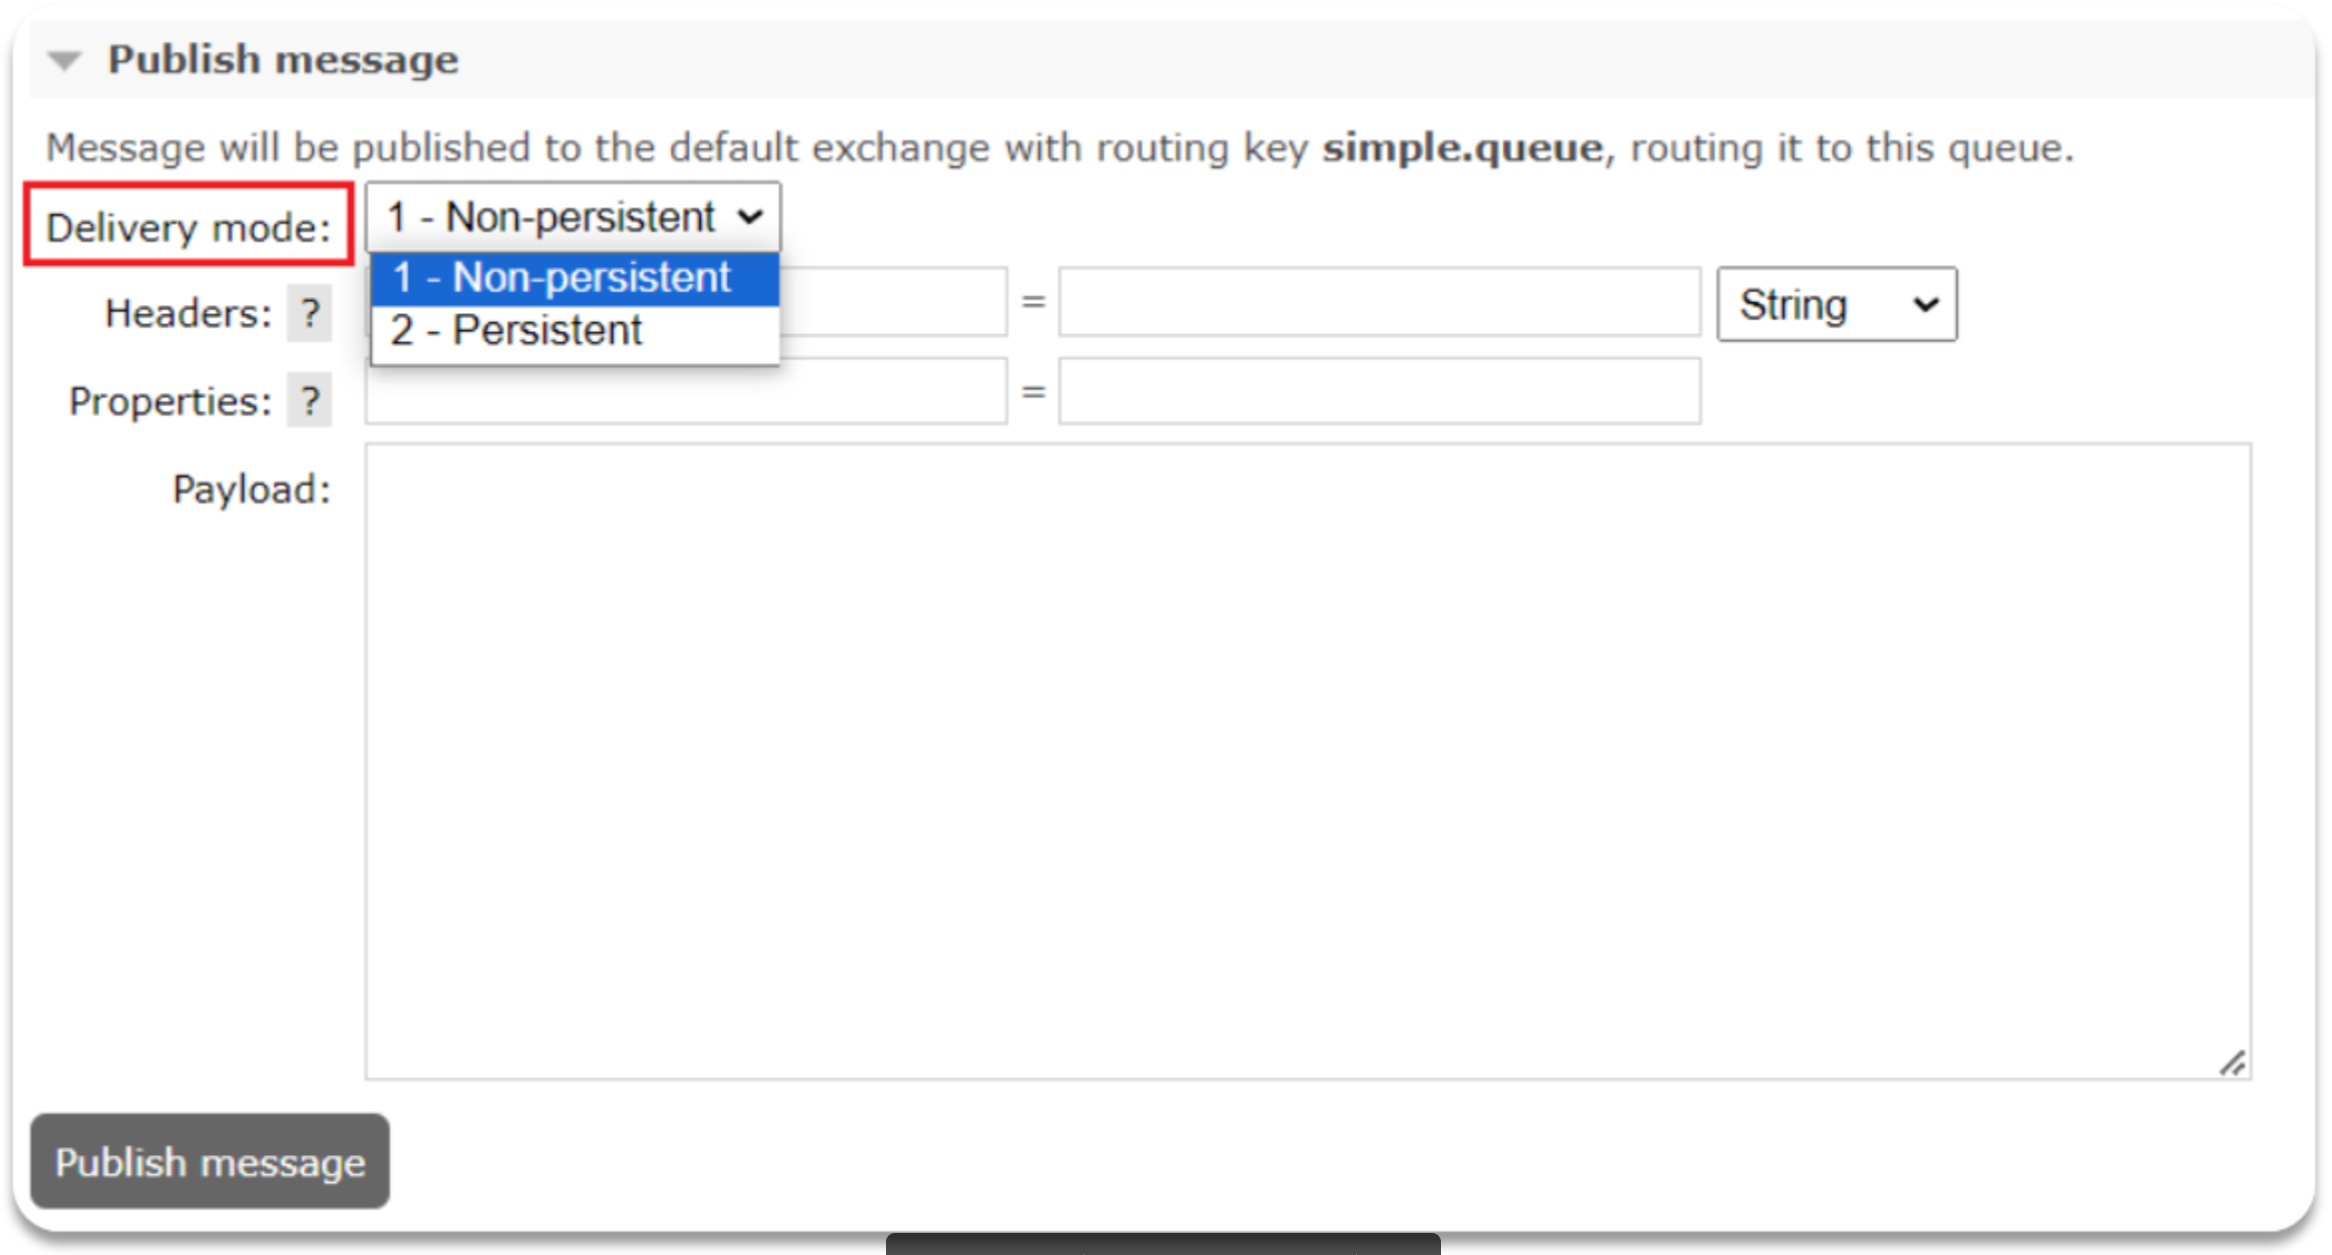 Publish message
Message will be published to the default exchange with routing key simple.queue, routing it to this queue.
Delivery mode: 1 - Non-persistent
1 - Non-persistent
2 - Persistent
Headers: ? = String
Properties: ? =
Payload:
Publish message